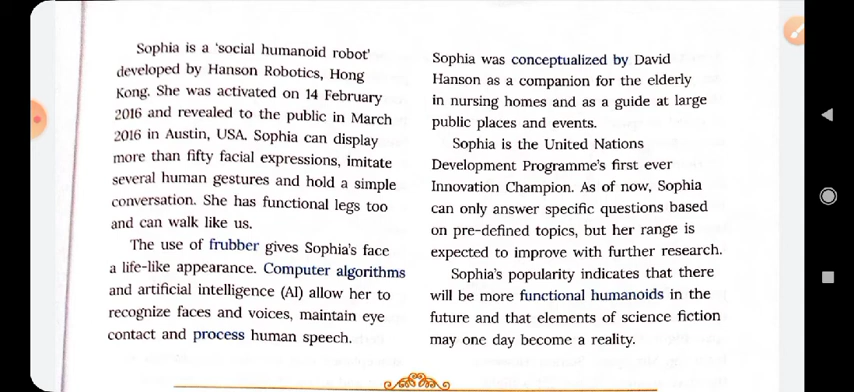 Sophia is a 'social humanoid robot'
developed by Hanson Robotics, Hong
Kong. She was activated on 14 February
2016 and revealed to the public in March
2016 in Austin, USA. Sophia can display
more than fifty facial expressions, imitate
several human gestures and hold a simple
conversation. She has functional legs too
and can walk like us.
The use of frubber gives Sophia's face
a life-like appearance. Computer algorithms
and artificial intelligence (AI) allow her to
recognize faces and voices, maintain eye
contact and process human speech.
Sophia was conceptualized by David
Hanson as a companion for the elderly
in nursing homes and as a guide at large
public places and events.
Sophia is the United Nations
Development Programme's first ever
Innovation Champion. As of now, Sophia
can only answer specific questions based
on pre-defined topics, but her range is
expected to improve with further research.
Sophia's popularity indicates that there
will be more functional humanoids in the
future and that elements of science fiction
may one day become a reality.